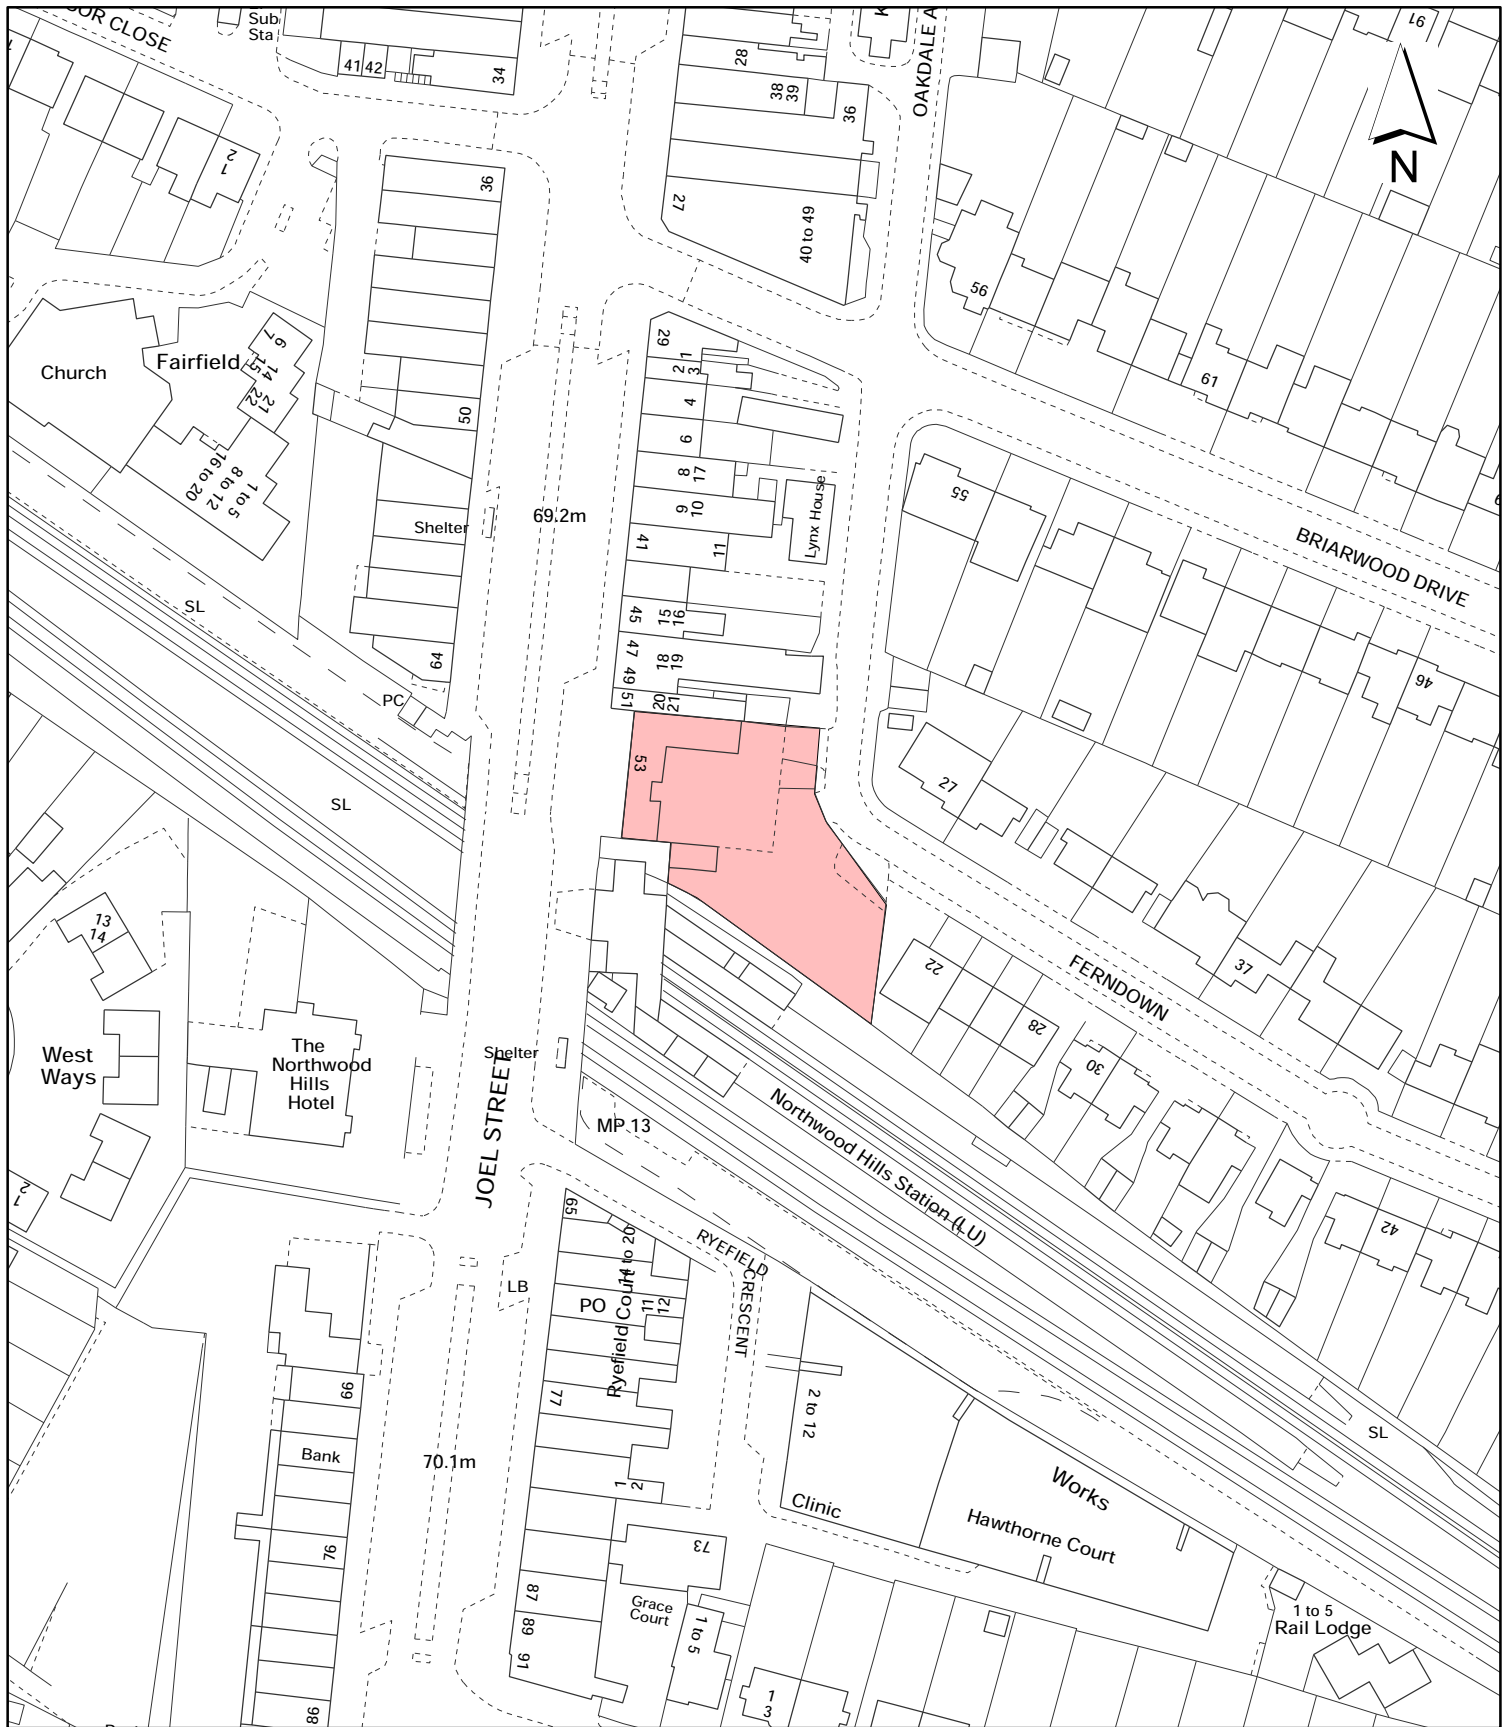 OOR CLOSE
Sub
Sta
41
42
34
28
38
39
36
K
OAKDALE A
91
N
1
2
36
27
40 to 49
56
61
Church
Fairfield
6
7
14
15
21
22
1 to 5
8 to 12
16 to 20
50
29
1
2
3
4
6
8
17
9
10
41
11
Lynx House
Shelter
69.2m
55
BRIARWOOD DRIVE
SL
45
15
16
47
18
19
49
51
20
21
64
PC
46
53
27
SL
13
14
22
37
FERNDOWN
28
30
West
Ways
The
Northwood
Hills
Hotel
Shelter
JOEL STREET
MP 13
Northwood Hills Station (LU)
1
2
65
RYEFIELD
CRESCENT
42
LB
PO
14 to 20
Ryefield Court
11
12
66
77
2 to 12
SL
Bank
70.1m
1
2
Clinic
Works
Hawthorne Court
76
73
87
89
91
Grace
Court
1 to 5
1 to 5
Rail Lodge
1
3
86